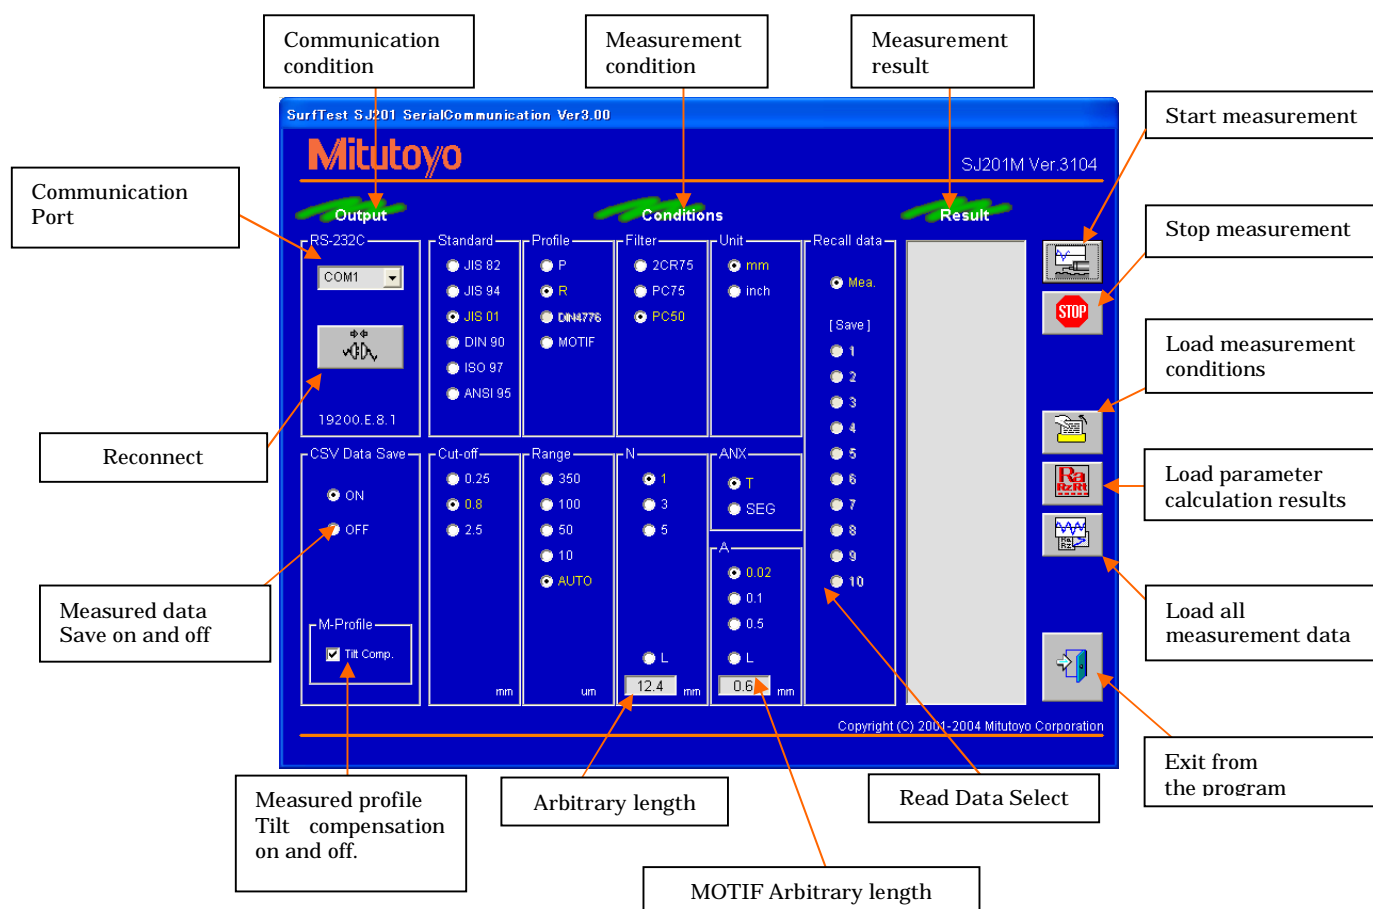 Communication
condition
Measurement
condition
Measurement
result
Start measurement
SurfTest SJ201 SerialCommunication Ver3.00
Mitutoyo
SJ201M Ver.3104
Communication
Port
Output
Conditions
Result
Stop measurement
RS-232C
COM1
19200.E.8.1
Standard
JIS 82
JIS 94
JIS 01
DIN 90
ISO 97
ANSI 95
Profile
P
R
DIN4776
MOTIF
Filter
2CR75
PC75
PC50
Unit
mm
inch
Recall data
Mea.
[ Save ]
1
2
3
4
5
6
7
8
9
10
STOP
Load measurement
conditions
Reconnect
CSV Data Save
ON
OFF
M-Profile
Tilt Comp.
Cut-off
0.25
0.8
2.5
mm
Range
350
100
50
10
AUTO
um
N
1
3
5
L
12.4 mm
ANX
T
SEG
A
0.02
0.1
0.5
L
0.6 mm
Ra
RzRt
Load parameter
calculation results
Measured data
Save on and off
Load all
measurement data
Copyright (C) 2001-2004 Mitutoyo Corporation
Exit from
the program
Measured profile
Tilt compensation
on and off.
Arbitrary length
Read Data Select
MOTIF Arbitrary length